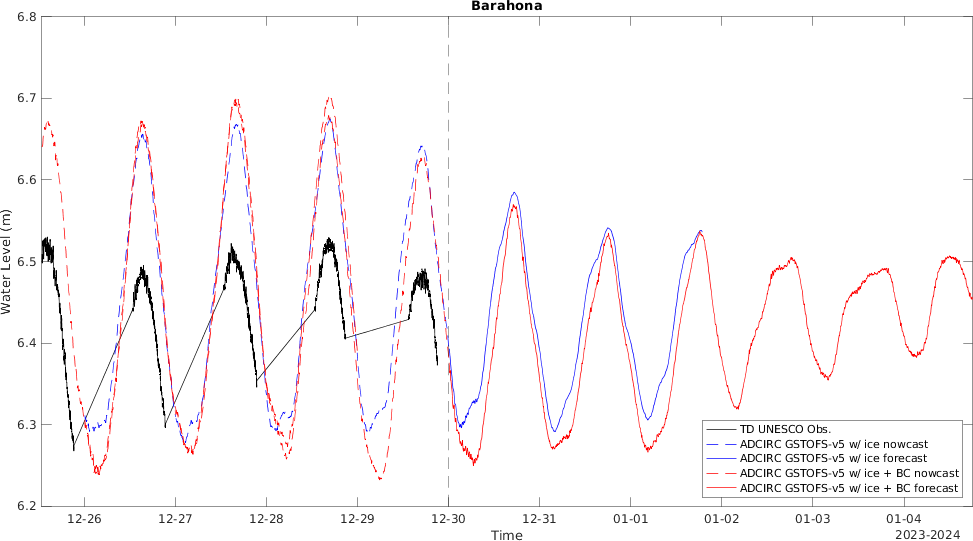 Barahona
6.8
6.7
6.6
6.5
6.4
6.3
6.2
Water Level (m)
TD UNESCO Obs.
ADCIRC GSTOFS-v5 w/ ice nowcast
ADCIRC GSTOFS-v5 w/ ice forecast
ADCIRC GSTOFS-v5 w/ ice + BC nowcast
ADCIRC GSTOFS-v5 w/ ice + BC forecast
12-26 12-27 12-28 12-29 12-30 12-31 01-01 01-02 01-03 01-04
Time
2023-2024